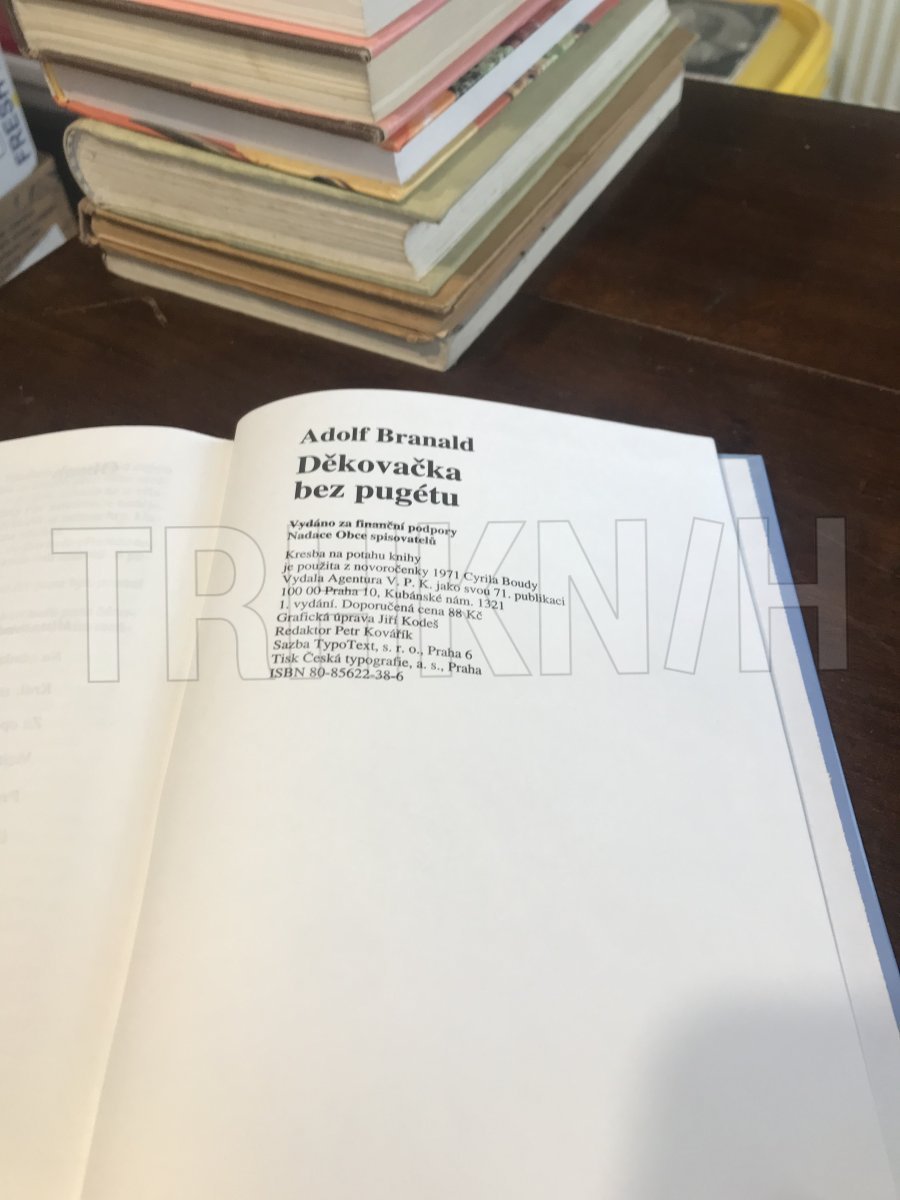 FRESH
Adolf Branald
Děkovačka
bez pugétu
Vydáno za finanční podpory
Nadace Obce spisovatelů
Kresba na potahu knihy
je použita z novoročenky 1971 Cyrila Boudy
Vydala Agentura V. P. K. jako svou 71. publikaci
100 00 Praha 10, Kubánské nám. 1321
1. vydání. Doporučená cena 88 Kč
Grafická úprava Jiří Kodeš
Redaktor Petr Kovářík
Sazba TypoText, s. r. o., Praha 6
Tisk Česká typografie, a. s., Praha
ISBN 80-85622-38-6